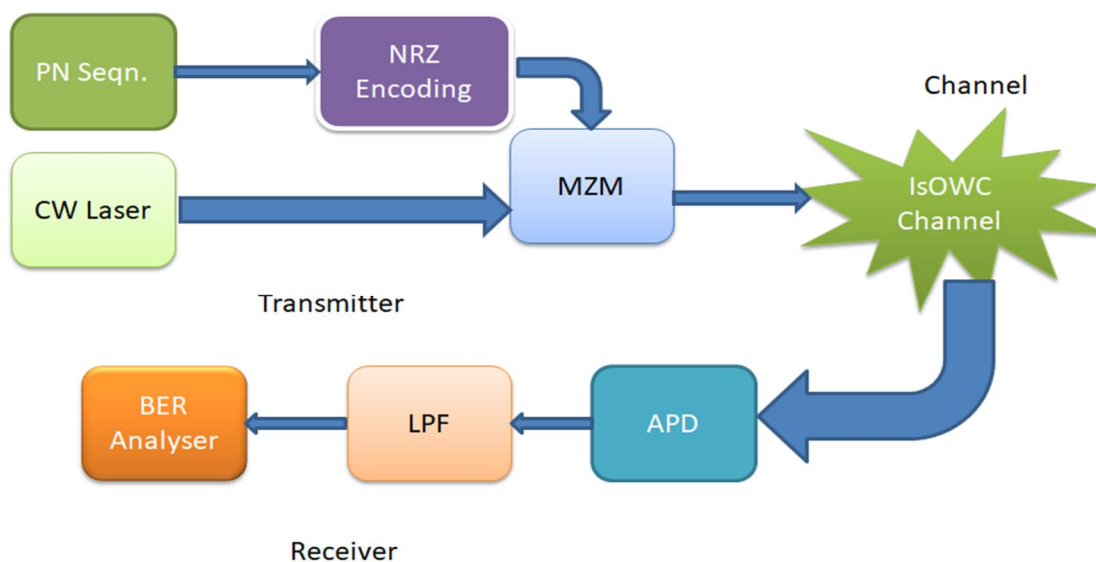 PN Seqn.
NRZ
Encoding
Channel
CW Laser
MZM
IsOWC
Channel
Transmitter
BER
Analyser
LPF
APD
Receiver